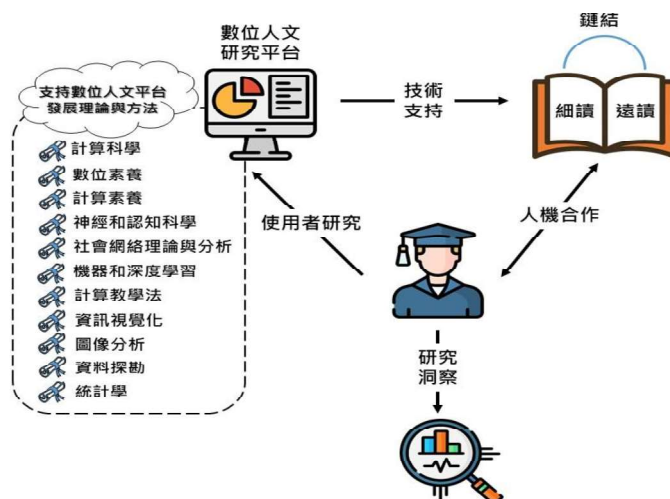 數位人文
研究平台
鏈結
支持數位人文平台
發展理論與方法
技術
支持
細讀
遠讀
計算科學
數位素養
計算素養
神經和認知科學
社會網絡理論與分析
機器和深度學習
計算教學法
資訊視覺化
圖像分析
資料探勘
統計學
使用者研究
人機合作
研究
洞察